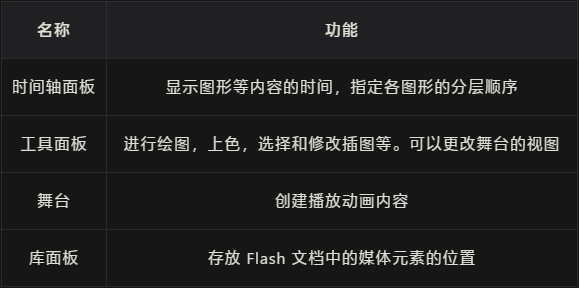 名称 功能
时间轴面板 显示图形等内容的时间，指定各图形的分层顺序
工具面板 进行绘图，上色，选择和修改插图等。可以更改舞台的视图
舞台 创建播放动画内容
库面板 存放 Flash 文档中的媒体元素的位置